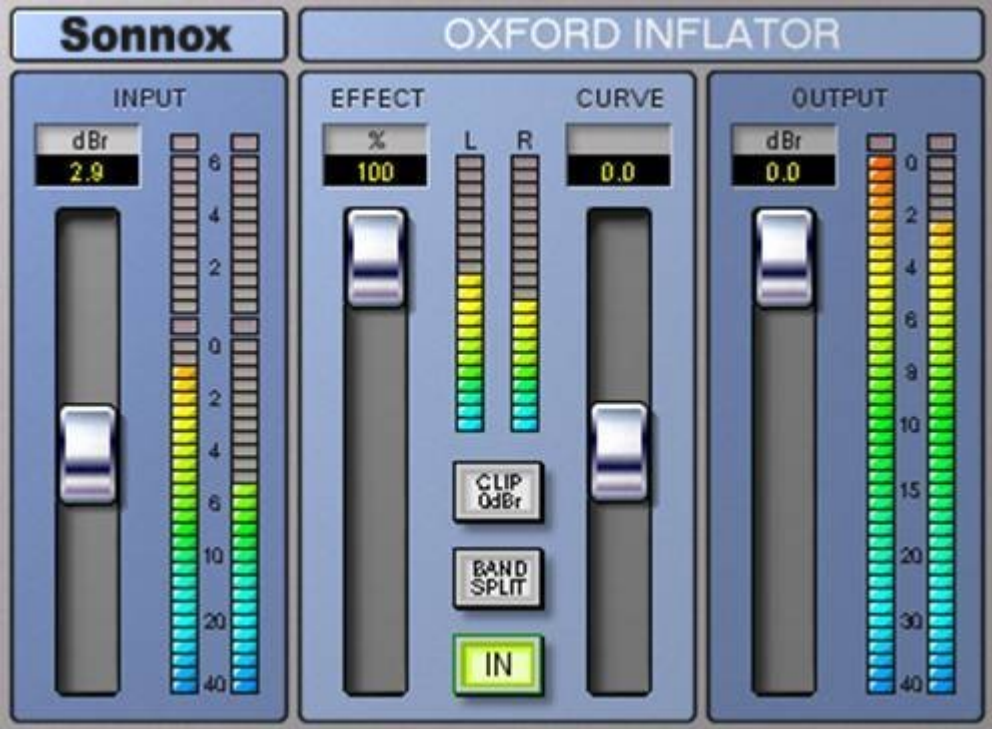 Sonnox
OXFORD INFLATOR
INPUT
dBr
2.9
6
4
2
0
2
4
6
10
20
40
EFFECT
%
100
L R
CURVE
0.0
CLIP
0dBr
BAND
SPLIT
IN
OUTPUT
dBr
0.0
0
2
4
6
8
10
15
20
30
40